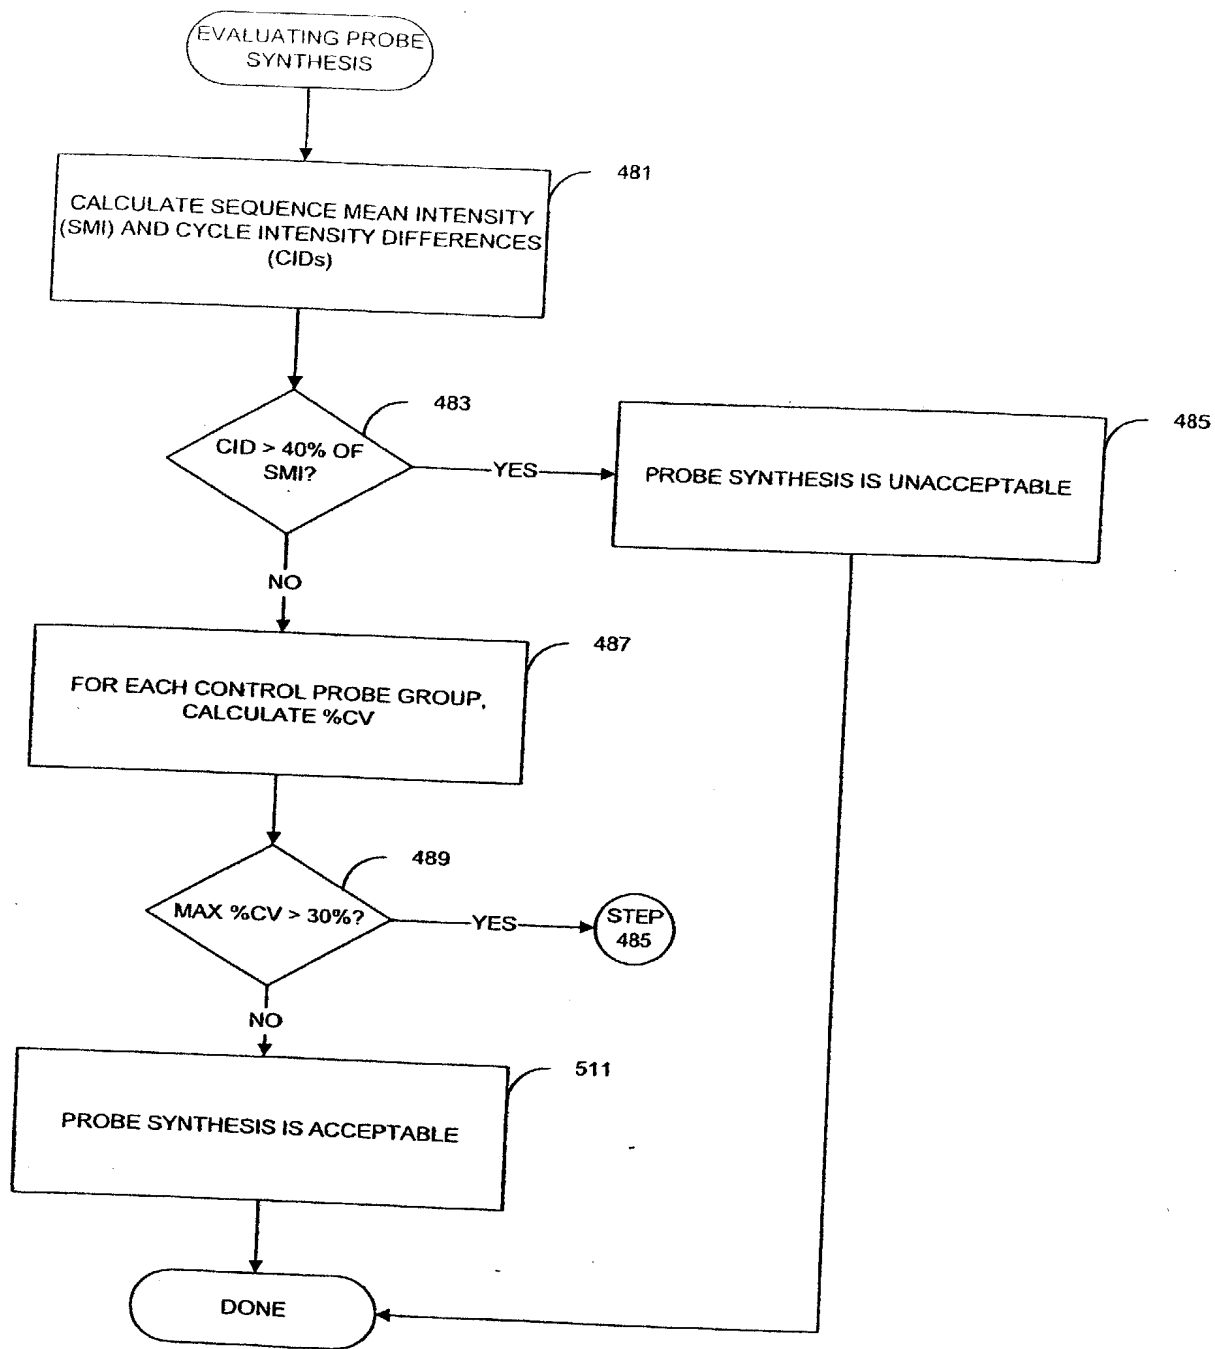 EVALUATING PROBE
SYNTHESIS
481
CALCULATE SEQUENCE MEAN INTENSITY
(SMI) AND CYCLE INTENSITY DIFFERENCES
(CIDs)
483
CID > 40% OF
SMI?
YES
485
PROBE SYNTHESIS IS UNACCEPTABLE
NO
487
FOR EACH CONTROL PROBE GROUP,
CALCULATE %CV
489
MAX %CV > 30%?
YES
STEP
485
NO
511
PROBE SYNTHESIS IS ACCEPTABLE
DONE